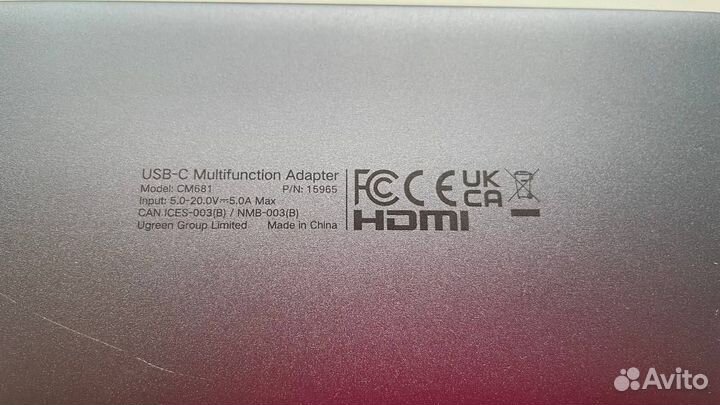 USB-C Multifunction Adapter
Model: CM681 P/N: 15965
Input: 5.0-20.0V⎓5.0A Max
CAN ICES-003(B) / NMB-003(B)
Ugreen Group Limited Made in China
FC CE UK
CA
HDMI
Avito